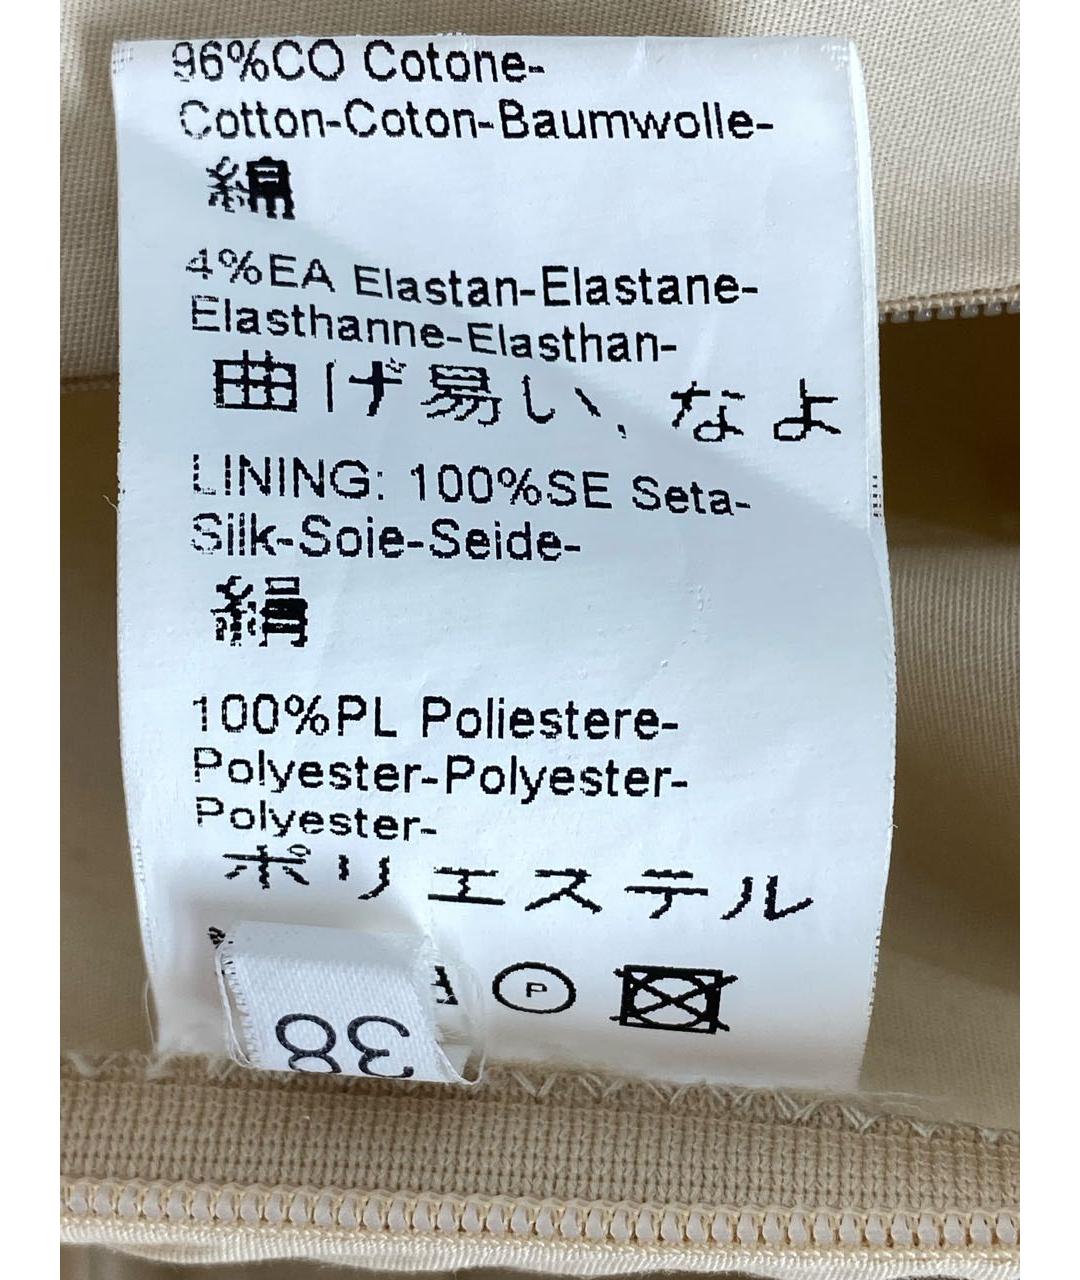 96%CO Cotone-
Cotton-Coton-Baumwolle-
綿
4%EA Elastan-Elastane-
Elasthanne-Elasthan-
曲げ易い、なよ
LINING: 100%SE Seta-
Silk-Soie-Seide-
絹
100%PL Poliestere-
Polyester-Polyester-
Polyester-
ポリエステル
P
38